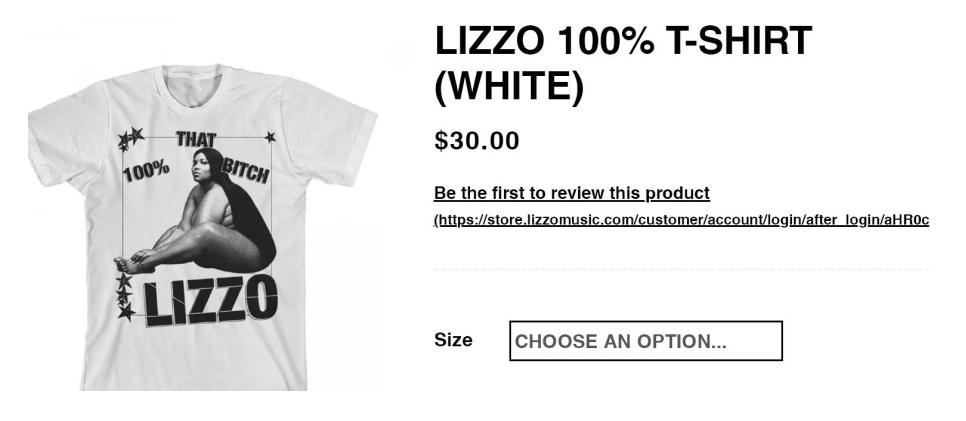 LIZZO 100% T-SHIRT
(WHITE)
$30.00
Be the first to review this product
(https://store.lizzomusic.com/customer/account/login/after_login/aHR0c
Size
CHOOSE AN OPTION...
THAT
100%
BITCH
LIZZO